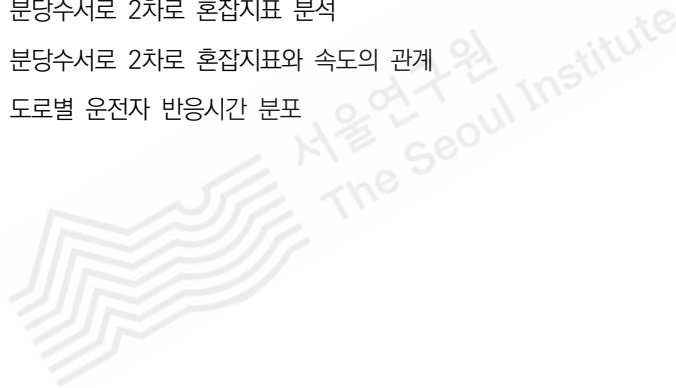 분당수서로 2차로 혼잡지표 분석
분당수서로 2차로 혼잡지표와 속도의 관계
도로별 운전자 반응시간 분포
서울연구원
The Seoul Institute